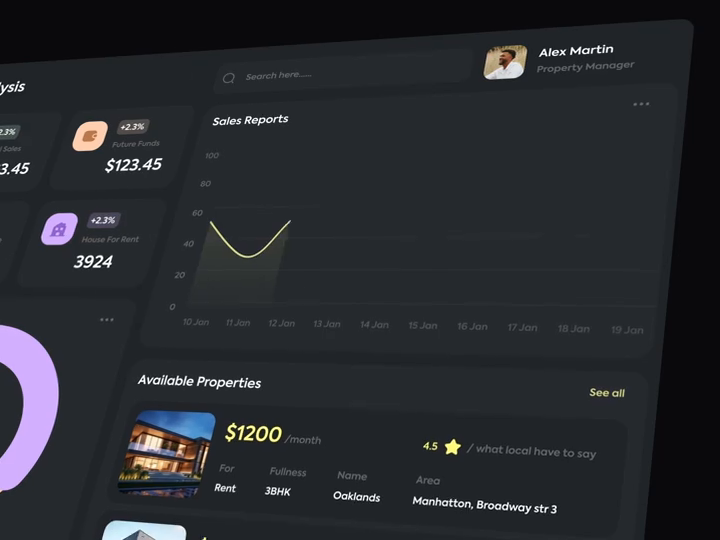 ysis
Search here......
Alex Martin
Property Manager
2.3%
Sales
3.45
+2.3%
Future Funds
$123.45
+2.3%
House For Rent
3924
Sales Reports
100
80
60
40
20
0
10 Jan 11 Jan 12 Jan 13 Jan 14 Jan 15 Jan 16 Jan 17 Jan 18 Jan 19 Jan
Available Properties
See all
$1200 /month
4.5 / what local have to say
For Fullness Name Area
Rent 3BHK Oaklands Manhatton, Broadway str 3